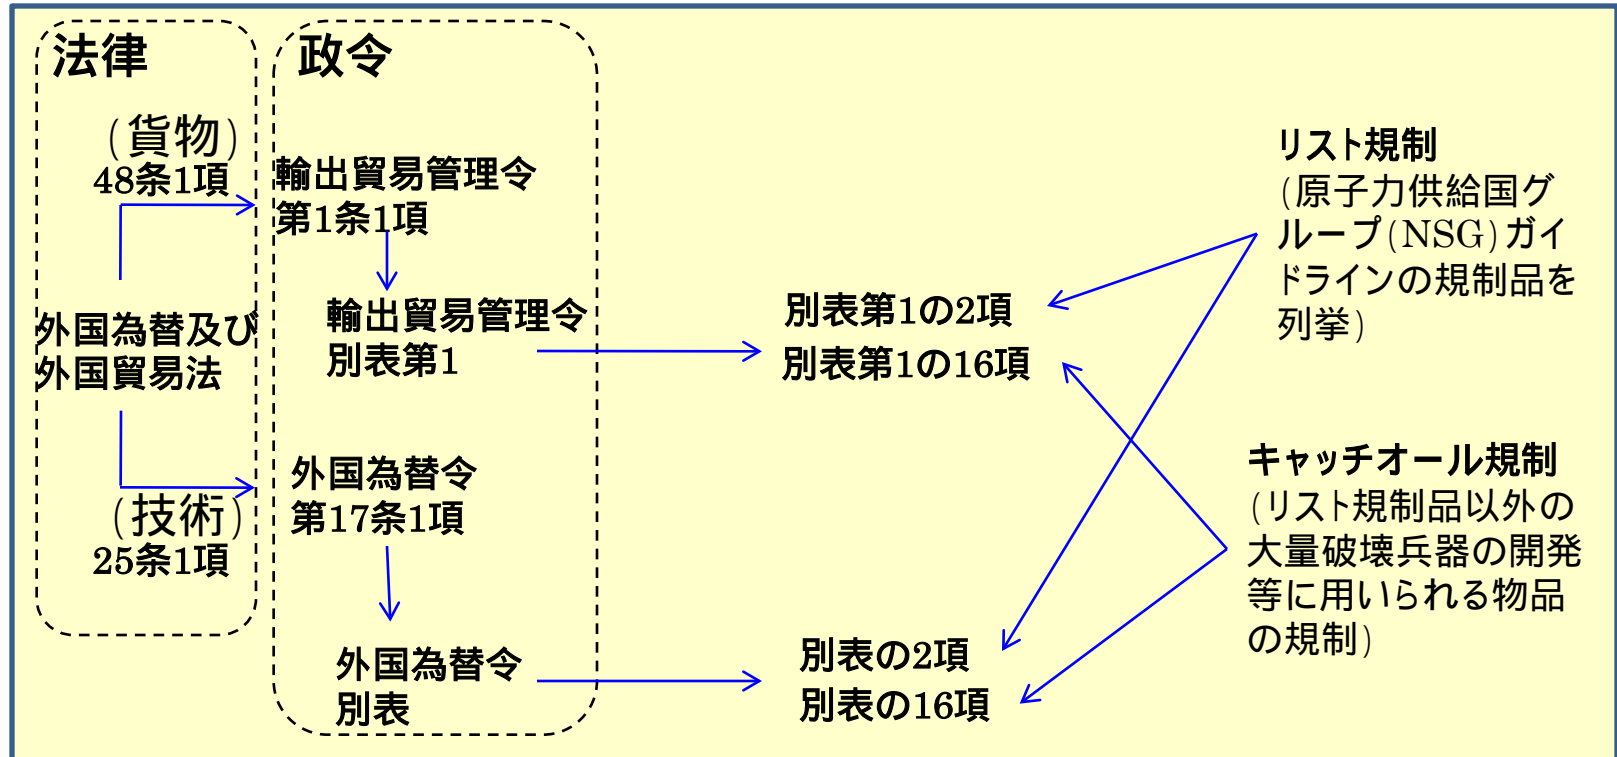 法律
(貨物)
48条1項
外国為替及び
外国貿易法
(技術)
25条1項
政令
輸出貿易管理令
第1条1項
輸出貿易管理令
別表第1
外国為替令
第17条1項
外国為替令
別表
別表第1の2項
別表第1の16項
別表の2項
別表の16項
リスト規制
(原子力供給国グ
ループ(NSG)ガイ
ドラインの規制品を
列挙)
キャッチオール規制
(リスト規制品以外の
大量破壊兵器の開発
等に用いられる物品
の規制)